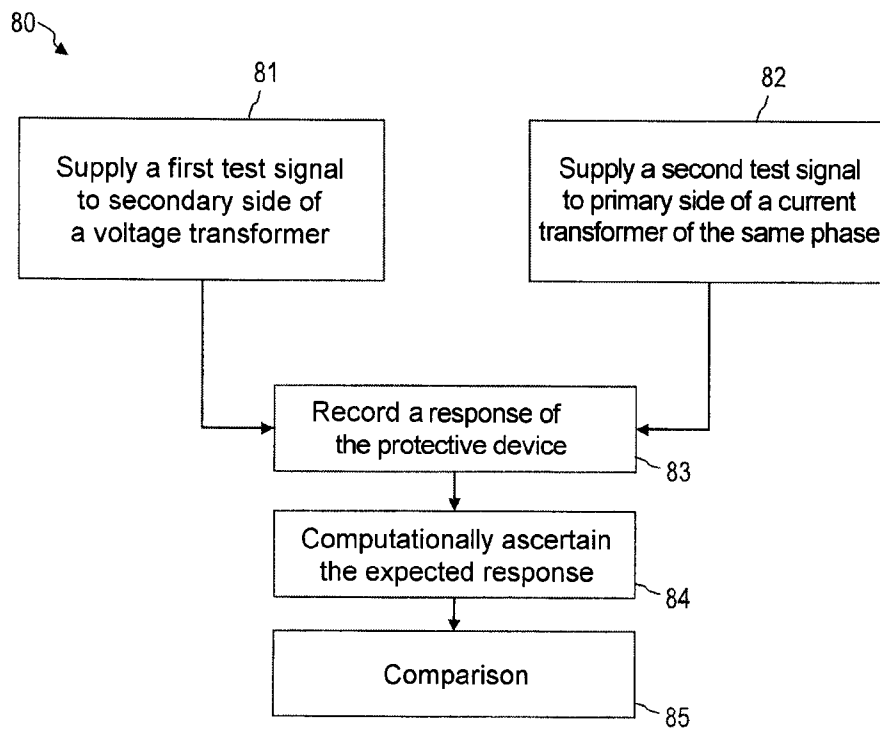 80
81
Supply a first test signal
to secondary side of
a voltage transformer
82
Supply a second test signal
to primary side of a current
transformer of the same phase
Record a response of
the protective device
83
Computationally ascertain
the expected response
84
Comparison
85